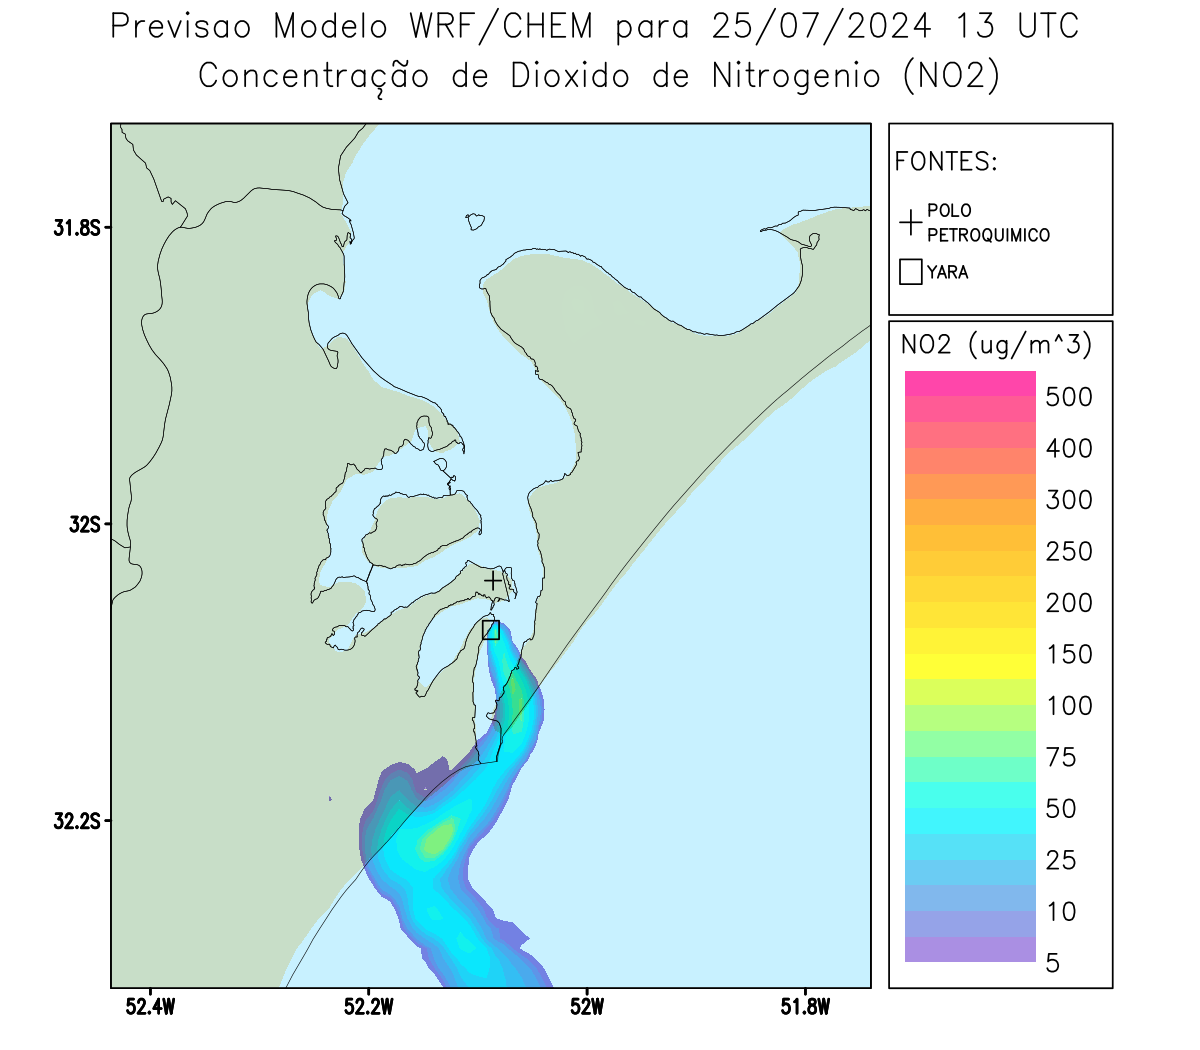 Previsao Modelo WRF/CHEM para 25/07/2024 13 UTC
Concentração de Dioxido de Nitrogenio (NO2)
FONTES:
POLO
PETROQUIMICO
YARA
NO2 (ug/m^3)
500
400
300
250
200
150
100
75
50
25
10
5
31.8S
32S
32.2S
52.4W
52.2W
52W
51.8W